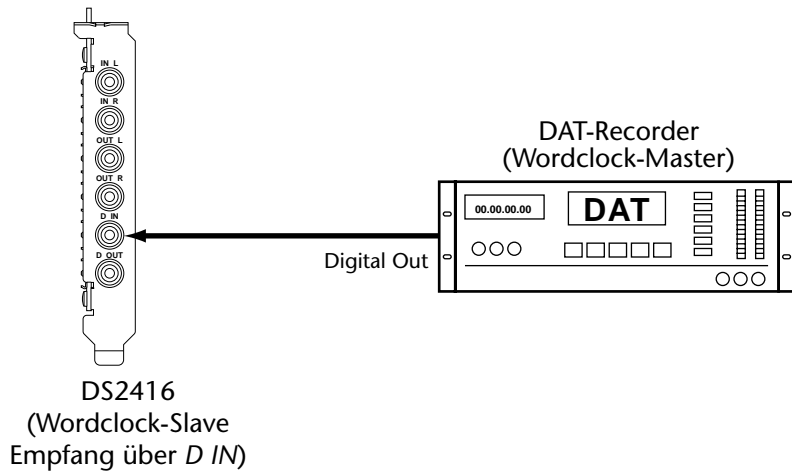 IN L
IN R
OUT L
OUT R
D IN
D OUT
DS2416
(Wordclock-Slave
Empfang über D IN)
Digital Out
DAT-Recorder
(Wordclock-Master)
00.00.00.00
DAT